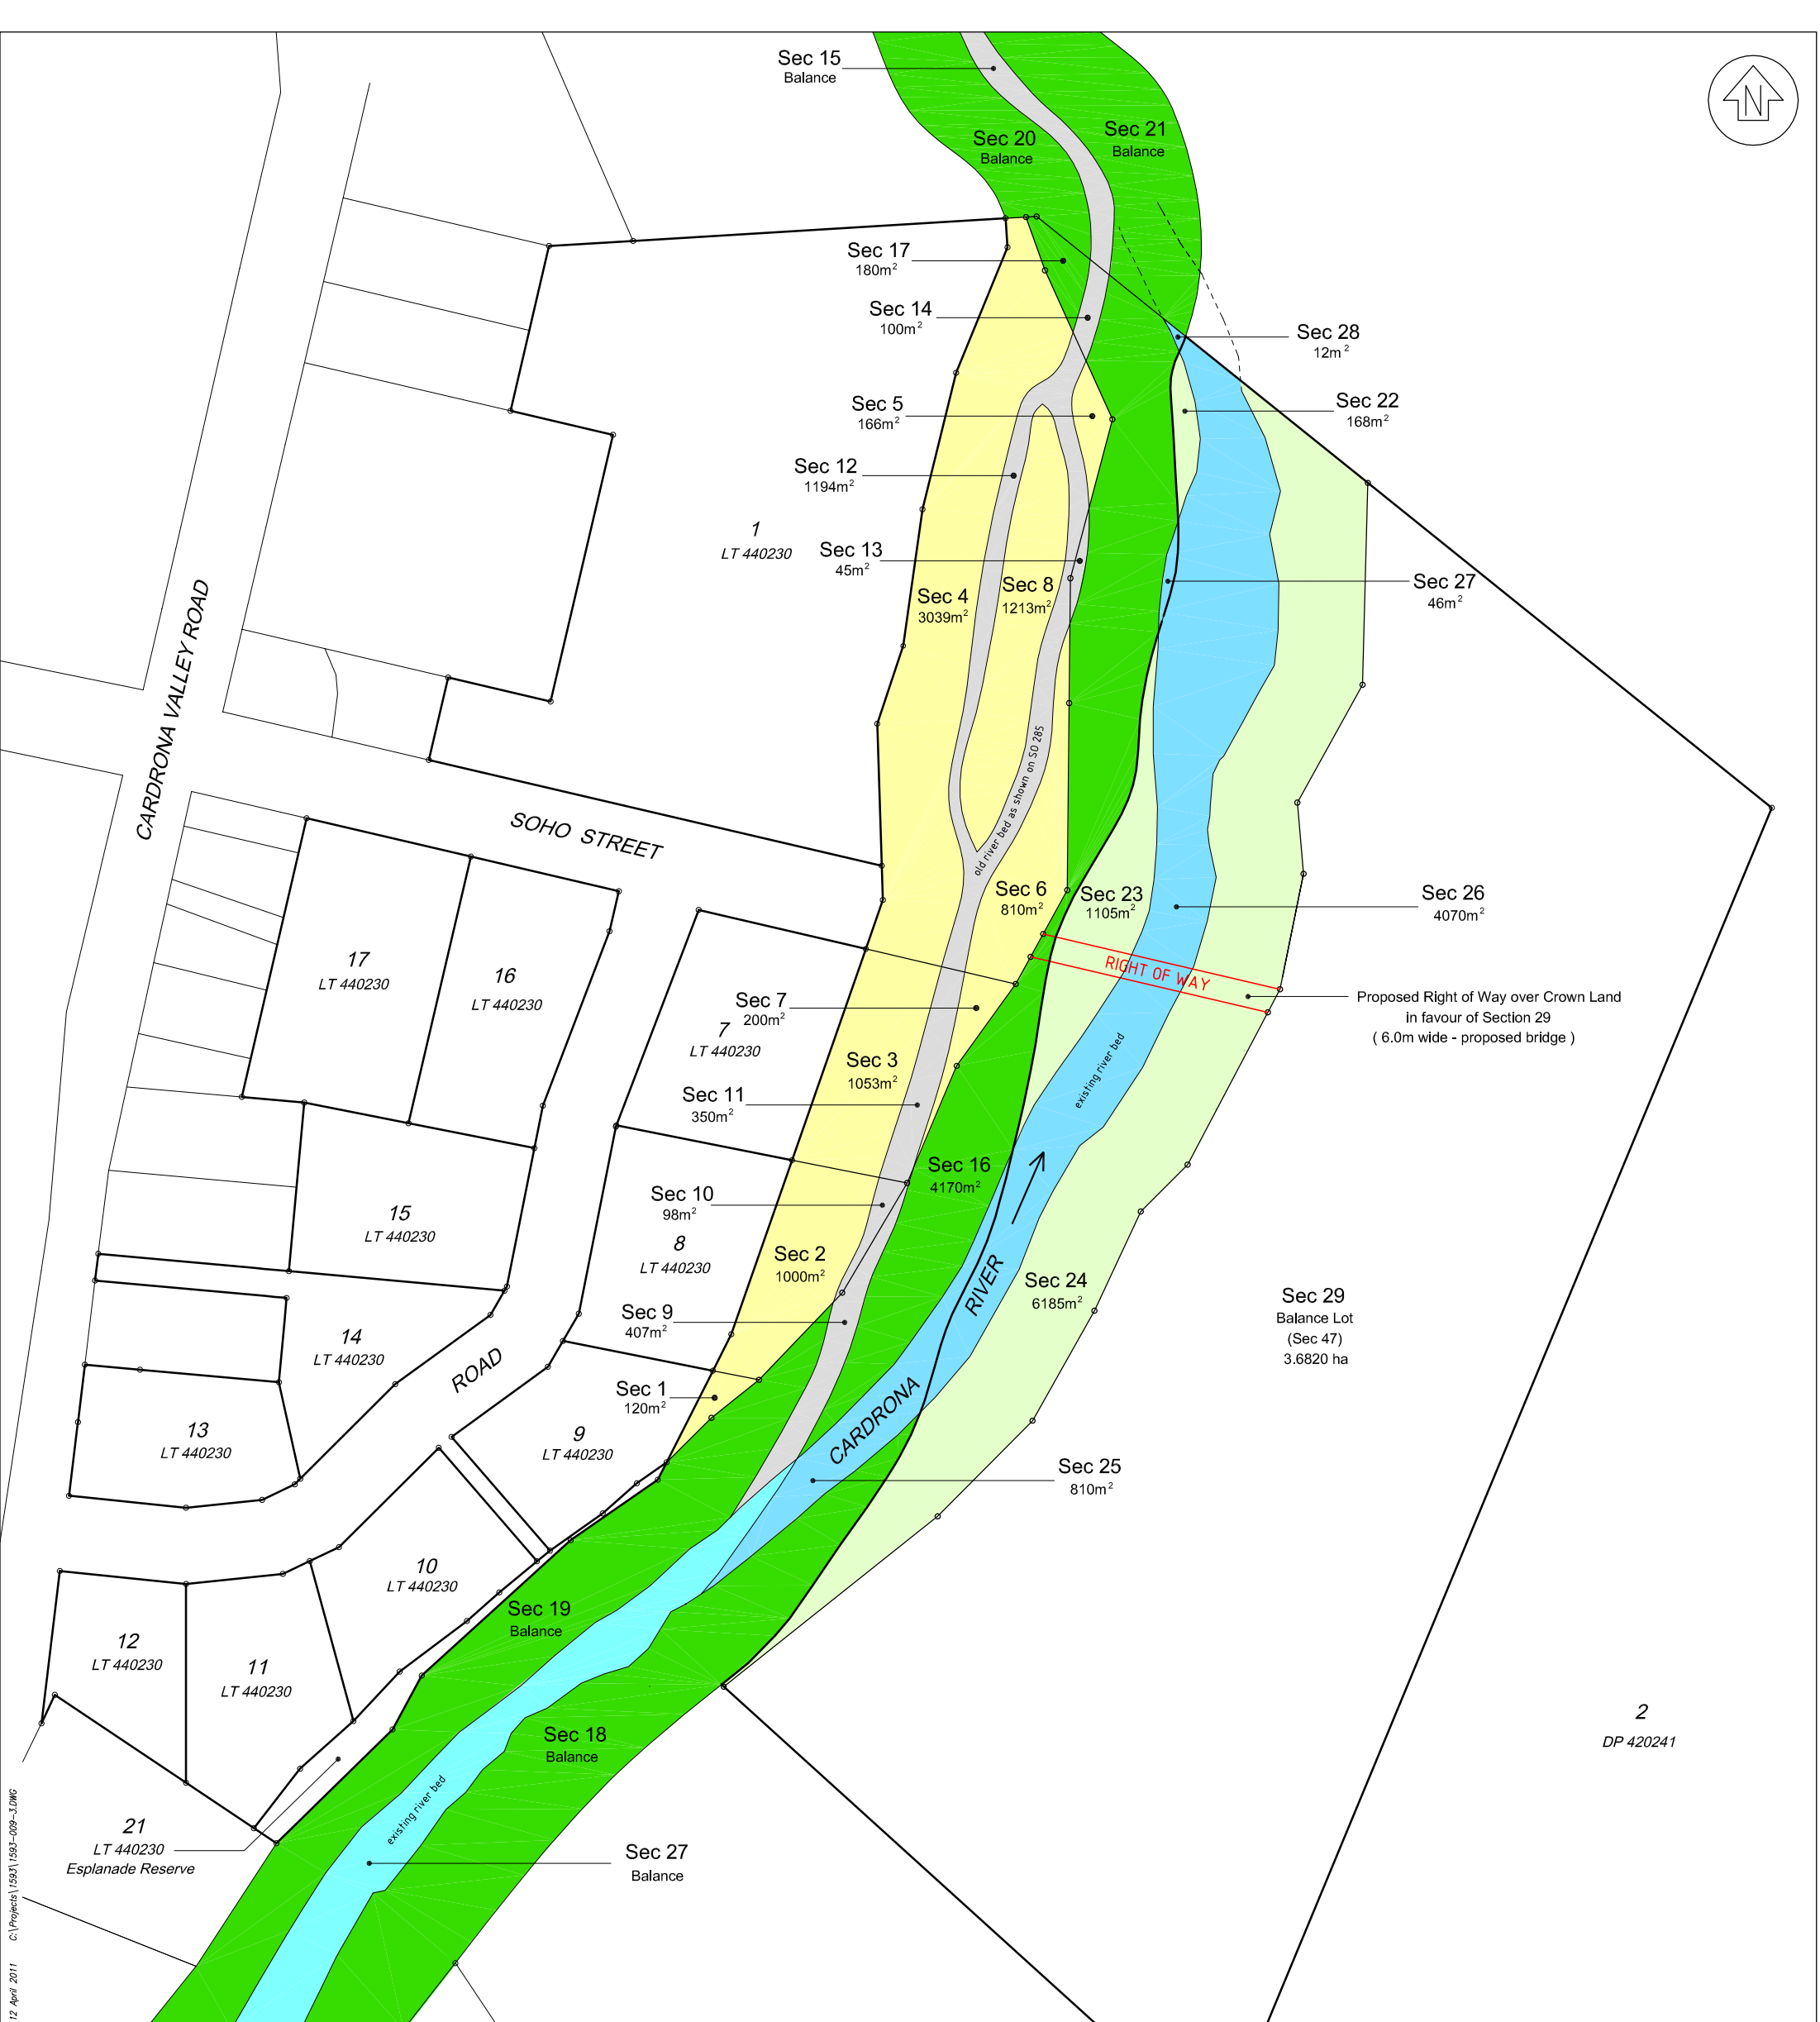 Sec 15
Balance
N
Sec 20
Balance
Sec 21
Balance
Sec 17
180m²
Sec 14
100m²
Sec 28
12m²
Sec 5
166m²
Sec 22
168m²
Sec 12
1194m²
1
LT 440230
Sec 13
45m²
Sec 4
3039m²
Sec 8
1213m²
Sec 27
46m²
CARDRONA VALLEY ROAD
SOHO STREET
old river bed as shown on SO 285
Sec 6
810m²
Sec 23
1105m²
Sec 26
4070m²
17
LT 440230
16
LT 440230
RIGHT OF WAY
Proposed Right of Way over Crown Land
in favour of Section 29
( 6.0m wide - proposed bridge )
Sec 7
200m²
7
LT 440230
Sec 3
1053m²
existing river bed
Sec 11
350m²
Sec 16
4170m²
Sec 10
98m²
15
LT 440230
8
LT 440230
Sec 2
1000m²
RIVER
Sec 24
6185m²
Sec 29
Balance Lot
(Sec 47)
3.6820 ha
Sec 9
407m²
14
LT 440230
ROAD
Sec 1
120m²
CARDRONA
13
LT 440230
9
LT 440230
Sec 25
810m²
10
LT 440230
Sec 19
Balance
12
LT 440230
11
LT 440230
Sec 18
Balance
2
DP 420241
existing river bed
21
LT 440230
Esplanade Reserve
Sec 27
Balance
12 April 2011 C:\Projects\1593\1593-009-3.DWG